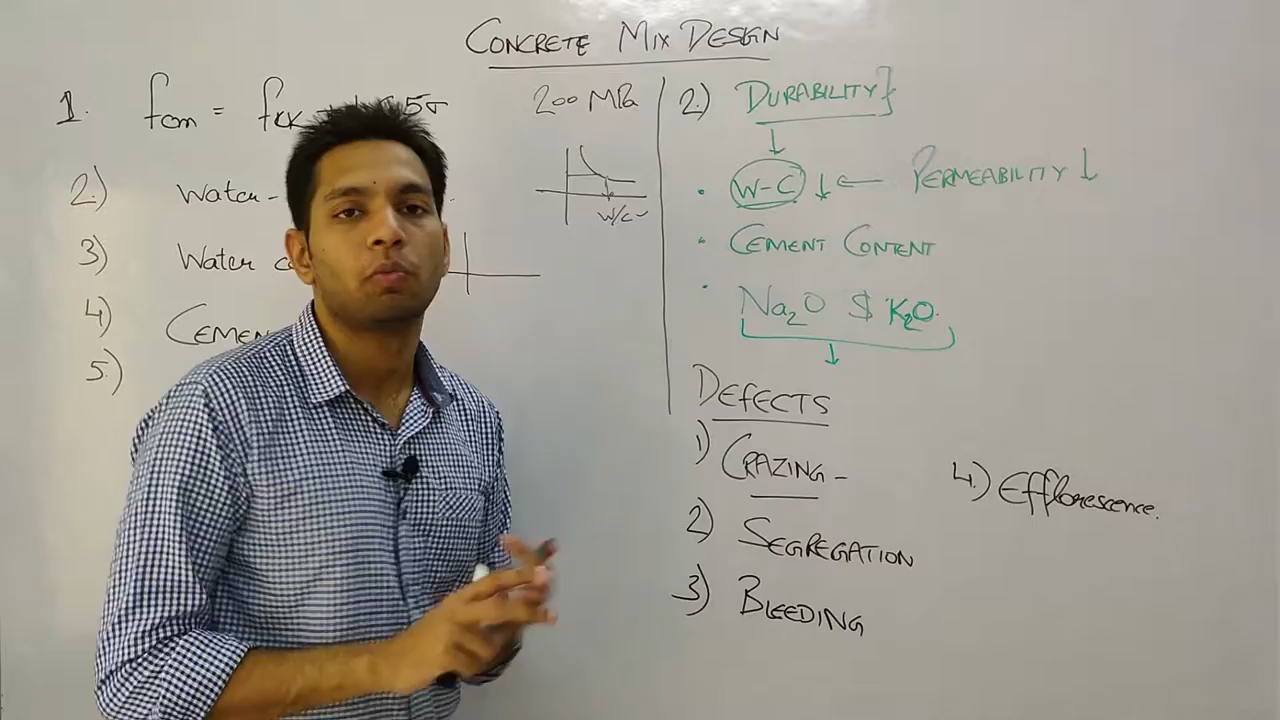 CONCRETE MIX DESIGN
1. fcm = fck + 5σ
200 MPa
2.) Water-
W/C-
3) Water
4) CEMEN
5.)
2.) DURABILITY}
↓
• W-C ↓ ← PERMEABILITY ↓
• CEMENT CONTENT
• Na₂O $ K₂O.
↓
DEFECTS
1) CRAZING -
2) SEGREGATION
3) BLEEDING
4.) Efflorescence.